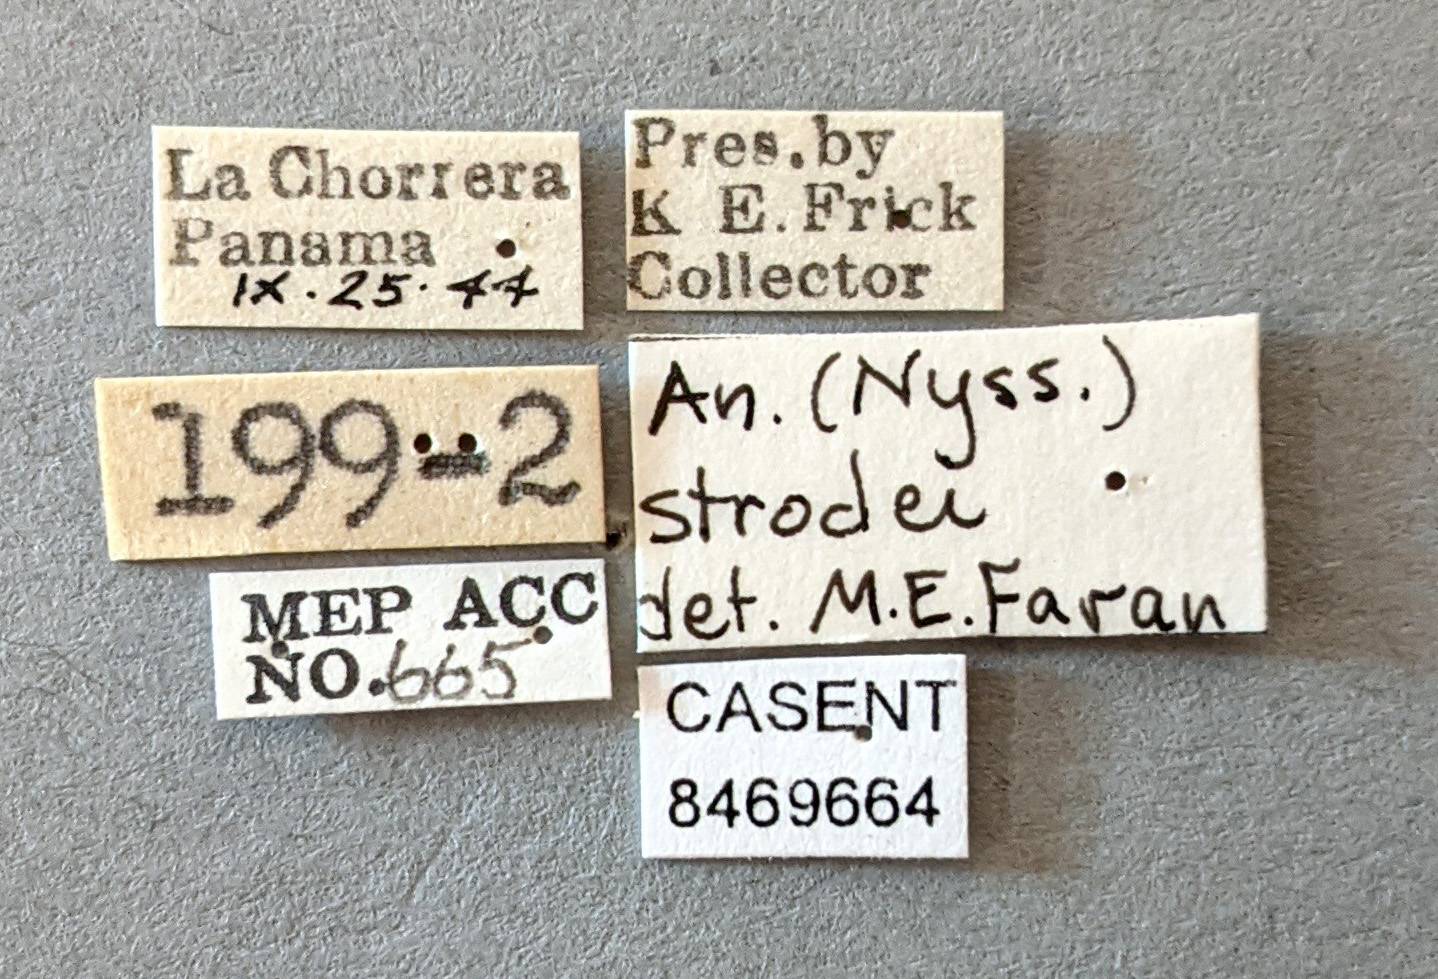 La Chorrera
Panama
IX. 25. 44
Pres. by
K E. Frick
Collector
199-2
An. (Nyss.)
strodei
det. M.E. Faran
MEP ACC
NO. 665
CASENT
8469664